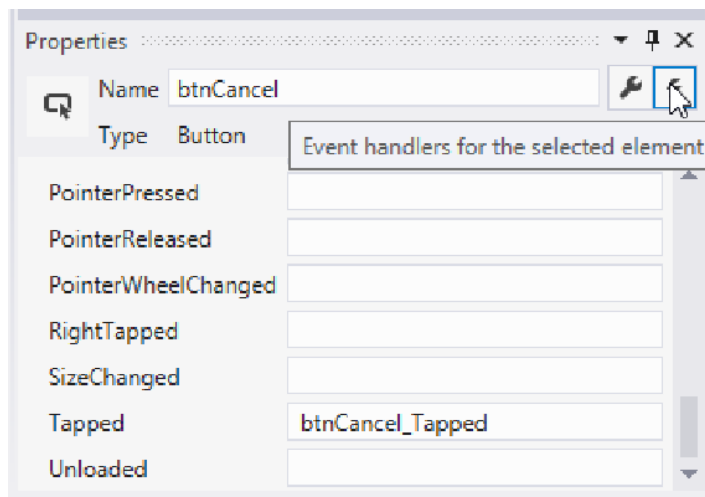 Properties
Name btnCancel
Type Button
Event handlers for the selected element
PointerPressed
PointerReleased
PointerWheelChanged
RightTapped
SizeChanged
Tapped btnCancel_Tapped
Unloaded